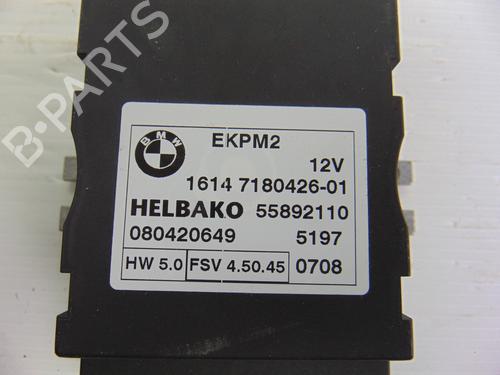 B-PARTS
BMW
EKPM2
12V
1614 7180426-01
HELBAKO 55892110
080420649 5197
HW 5.0 FSV 4.50.45 0708